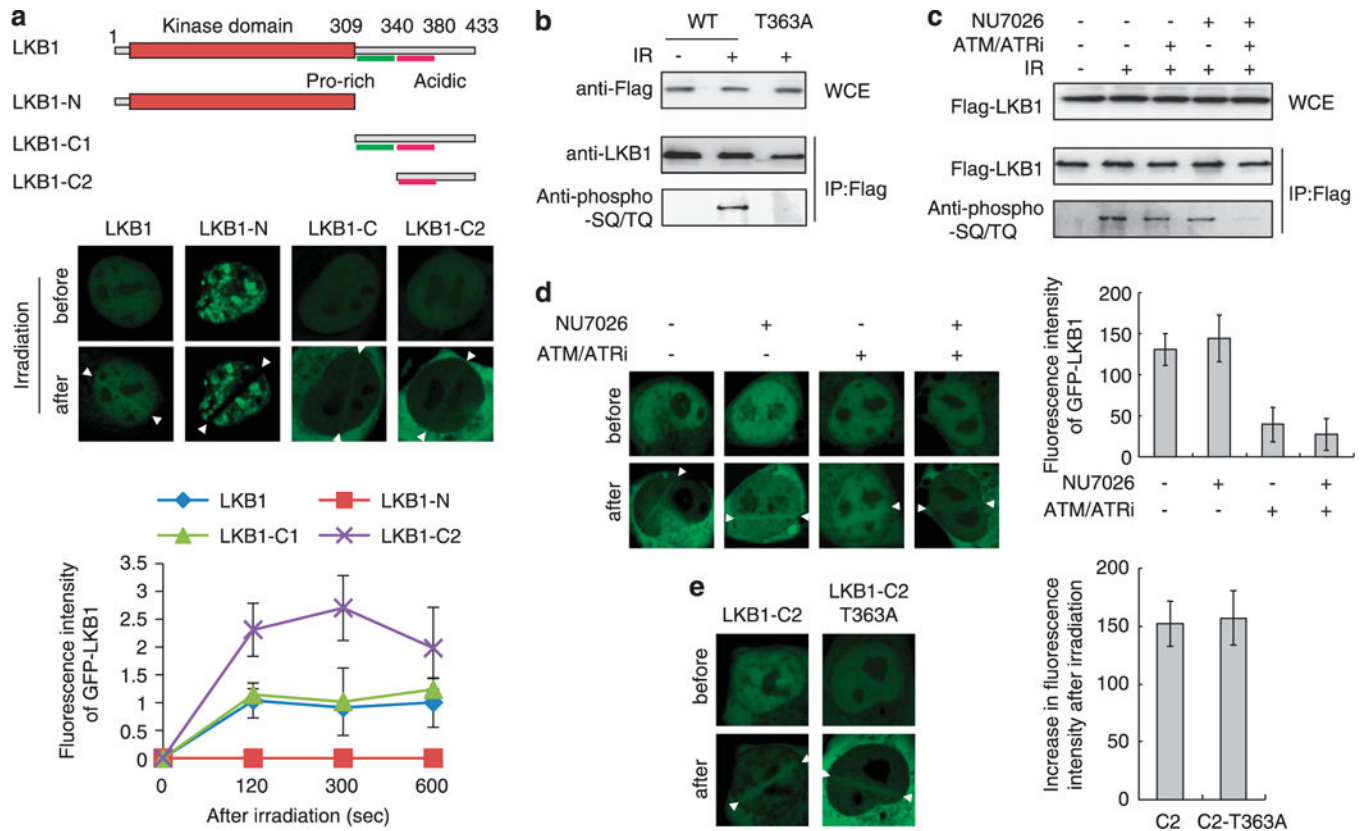 a
1 Kinase domain 309 340 380 433
LKB1
Pro-rich Acidic
LKB1-N
LKB1-C1
LKB1-C2
LKB1 LKB1-N LKB1-C LKB1-C2
Irradiation
before
after
LKB1 LKB1-N
LKB1-C1 LKB1-C2
Fluorescence intensity
of GFP-LKB1
3.5
3
2.5
2
1.5
1
0.5
0
0 120 300 600
After irradiation (sec)
b
WT T363A
IR - + +
anti-Flag WCE
anti-LKB1
IP:Flag
Anti-phospho
-SQ/TQ
c
NU7026 - - - + +
ATM/ATRi - - + - +
IR - + + + +
Flag-LKB1 WCE
Flag-LKB1
IP:Flag
Anti-phospho
-SQ/TQ
d
NU7026 - + - +
ATM/ATRi - - + +
before
after
Fluorescence intensity
of GFP-LKB1
200
150
100
50
0
NU7026 - + - +
ATM/ATRi - - + +
e
LKB1-C2 LKB1-C2
T363A
before
after
Increase in fluorescence
intensity after irradiation
200
150
100
50
0
C2 C2-T363A